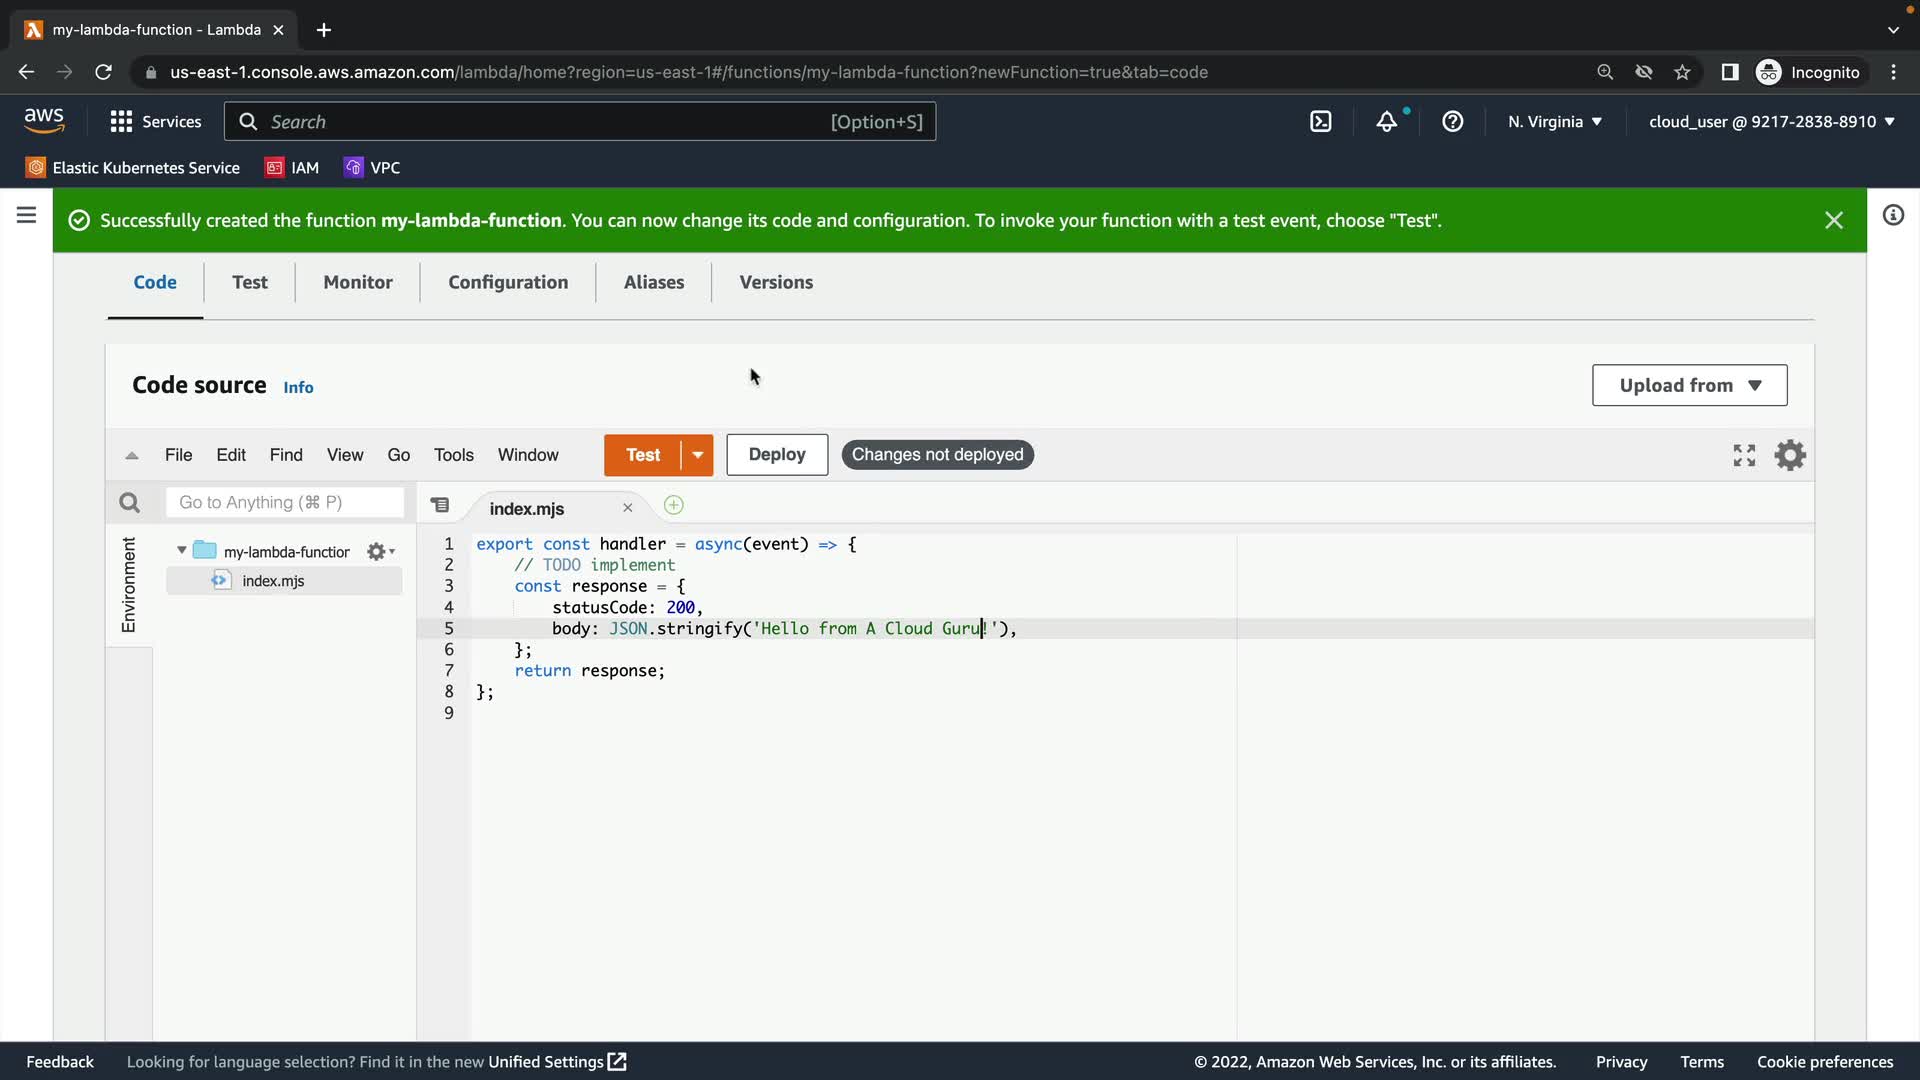 my-lambda-function - Lambda
us-east-1.console.aws.amazon.com/lambda/home?region=us-east-1#/functions/my-lambda-function?newFunction=true&tab=code
Incognito
aws
Services
Search
[Option+S]
N. Virginia
cloud_user @ 9217-2838-8910
Elastic Kubernetes Service
IAM
VPC
Successfully created the function my-lambda-function. You can now change its code and configuration. To invoke your function with a test event, choose "Test".
Code
Test
Monitor
Configuration
Aliases
Versions
Code source
Info
Upload from
File
Edit
Find
View
Go
Tools
Window
Test
Deploy
Changes not deployed
Go to Anything (⌘ P)
index.mjs
Environment
my-lambda-function
index.mjs
1 export const handler = async(event) => {
2 // TODO implement
3 const response = {
4 statusCode: 200,
5 body: JSON.stringify('Hello from A Cloud Guru!'),
6 };
7 return response;
8 };
9
Feedback
Looking for language selection? Find it in the new Unified Settings
© 2022, Amazon Web Services, Inc. or its affiliates.
Privacy
Terms
Cookie preferences